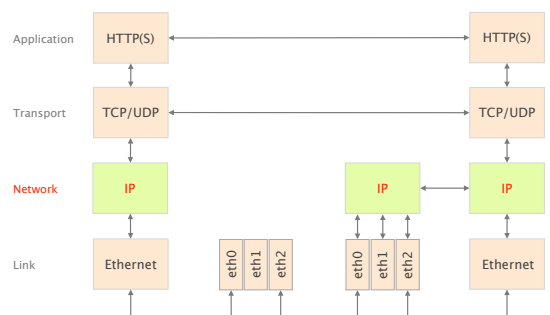 Application
HTTP(S)
HTTP(S)
Transport
TCP/UDP
TCP/UDP
Network
IP
IP
IP
Link
Ethernet
eth0
eth1
eth2
eth0
eth1
eth2
Ethernet